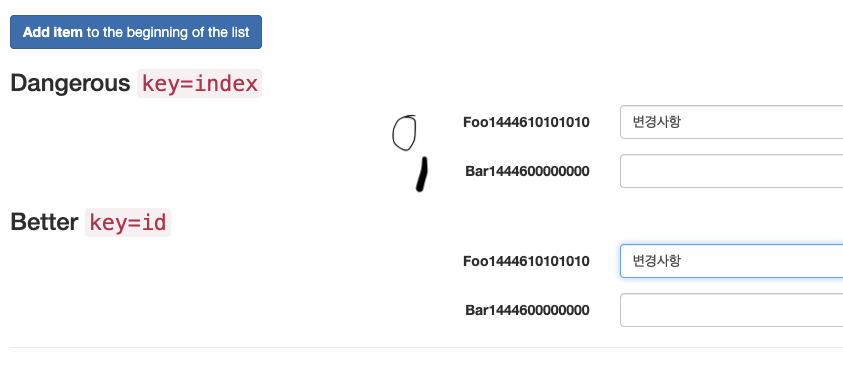 Add item to the beginning of the list
Dangerous key=index
0 Foo1444610101010 변경사항
1 Bar1444600000000
Better key=id
Foo1444610101010 변경사항
Bar1444600000000